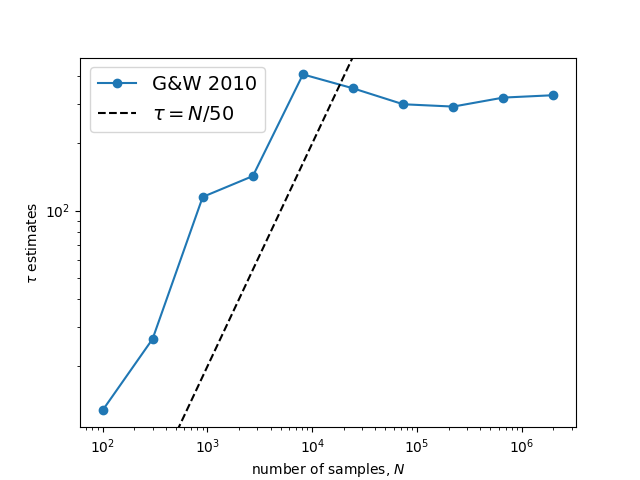 G&W 2010
τ = N/50
10²
τ estimates
10² 10³ 10⁴ 10⁵ 10⁶
number of samples, N